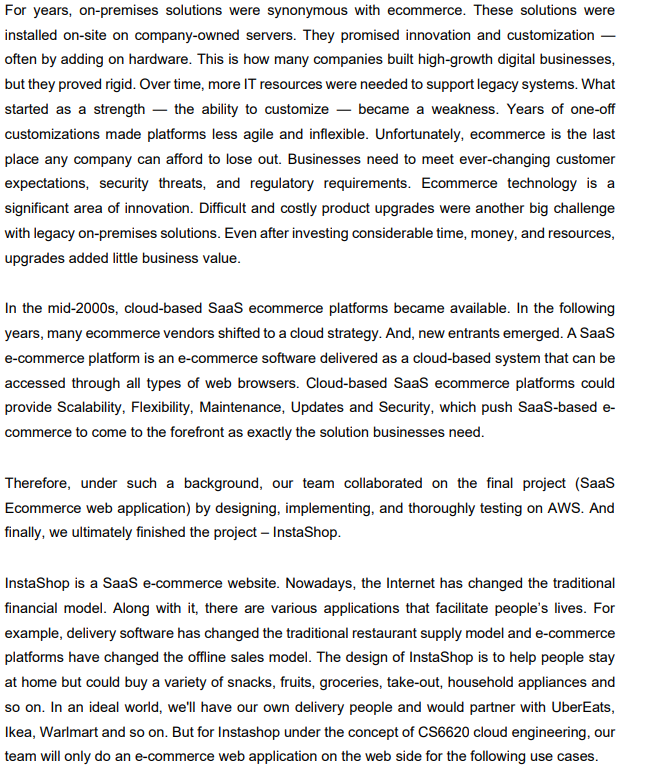 For years, on-premises solutions were synonymous with ecommerce. These solutions were
installed on-site on company-owned servers. They promised innovation and customization —
often by adding on hardware. This is how many companies built high-growth digital businesses,
but they proved rigid. Over time, more IT resources were needed to support legacy systems. What
started as a strength — the ability to customize — became a weakness. Years of one-off
customizations made platforms less agile and inflexible. Unfortunately, ecommerce is the last
place any company can afford to lose out. Businesses need to meet ever-changing customer
expectations, security threats, and regulatory requirements. Ecommerce technology is a
significant area of innovation. Difficult and costly product upgrades were another big challenge
with legacy on-premises solutions. Even after investing considerable time, money, and resources,
upgrades added little business value.

In the mid-2000s, cloud-based SaaS ecommerce platforms became available. In the following
years, many ecommerce vendors shifted to a cloud strategy. And, new entrants emerged. A SaaS
e-commerce platform is an e-commerce software delivered as a cloud-based system that can be
accessed through all types of web browsers. Cloud-based SaaS ecommerce platforms could
provide Scalability, Flexibility, Maintenance, Updates and Security, which push SaaS-based e-
commerce to come to the forefront as exactly the solution businesses need.

Therefore, under such a background, our team collaborated on the final project (SaaS
Ecommerce web application) by designing, implementing, and thoroughly testing on AWS. And
finally, we ultimately finished the project – InstaShop.

InstaShop is a SaaS e-commerce website. Nowadays, the Internet has changed the traditional
financial model. Along with it, there are various applications that facilitate people's lives. For
example, delivery software has changed the traditional restaurant supply model and e-commerce
platforms have changed the offline sales model. The design of InstaShop is to help people stay
at home but could buy a variety of snacks, fruits, groceries, take-out, household appliances and
so on. In an ideal world, we'll have our own delivery people and would partner with UberEats,
Ikea, Warlmart and so on. But for Instashop under the concept of CS6620 cloud engineering, our
team will only do an e-commerce web application on the web side for the following use cases.